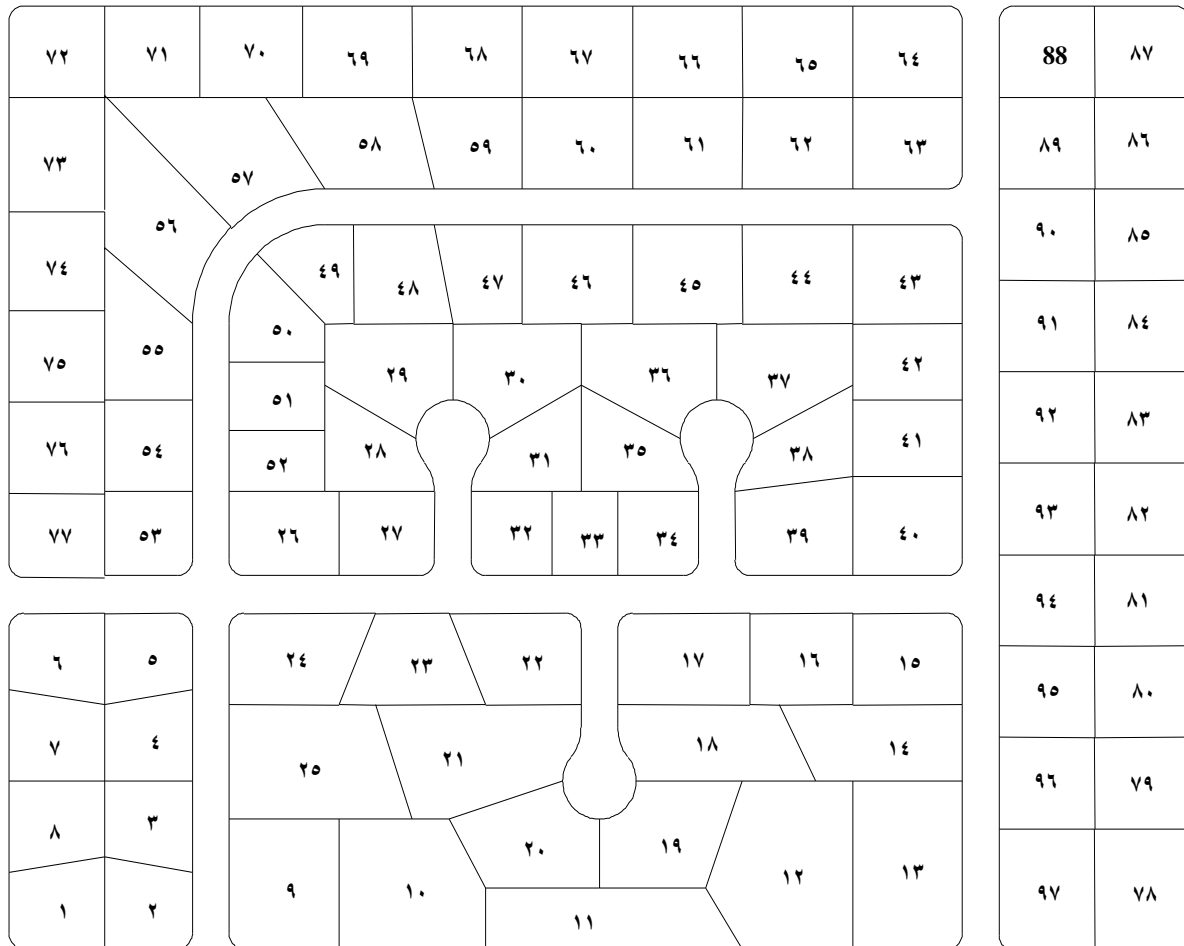 ٧٢ ٧١ ٧٠ ٦٩ ٦٨ ٦٧ ٦٦ ٦٥ ٦٤ 88 ٨٧
٧٣ ٥٧ ٥٨ ٥٩ ٦٠ ٦١ ٦٢ ٦٣ ٨٩ ٨٦
٧٤ ٥٦ ٤٩ ٤٨ ٤٧ ٤٦ ٤٥ ٤٤ ٤٣ ٩٠ ٨٥
٧٥ ٥٥ ٥٠ ٢٩ ٣٠ ٣٦ ٣٧ ٤٢ ٩١ ٨٤
٥١ ٩٢ ٨٣
٧٦ ٥٤ ٥٢ ٢٨ ٣١ ٣٥ ٣٨ ٤١
٧٧ ٥٣ ٢٦ ٢٧ ٣٢ ٣٣ ٣٤ ٣٩ ٤٠ ٩٣ ٨٢
٩٤ ٨١
٦ ٥ ٢٤ ٢٣ ٢٢ ١٧ ١٦ ١٥ ٩٥ ٨٠
٧ ٤ ٢٥ ٢١ ١٨ ١٤ ٩٦ ٧٩
٨ ٣ ٢٠ ١٩
١ ٢ ٩ ١٠ ١١ ١٢ ١٣ ٩٧ ٧٨